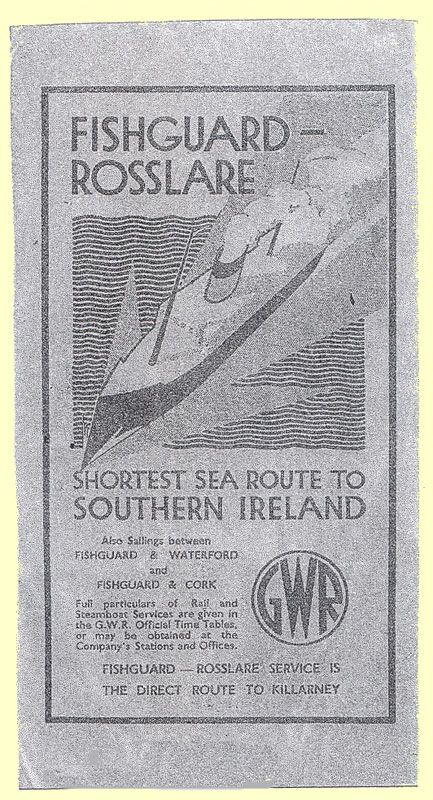 FISHGUARD —
ROSSLARE
SHORTEST SEA ROUTE TO
SOUTHERN IRELAND
Also Sailings between
FISHGUARD & WATERFORD
and
FISHGUARD & CORK
Full particulars of Rail and
Steamboat Services are given in
the G.W.R. Official Time Tables,
or may be obtained at the
Company's Stations and Offices.
GWR
FISHGUARD — ROSSLARE SERVICE IS
THE DIRECT ROUTE TO KILLARNEY